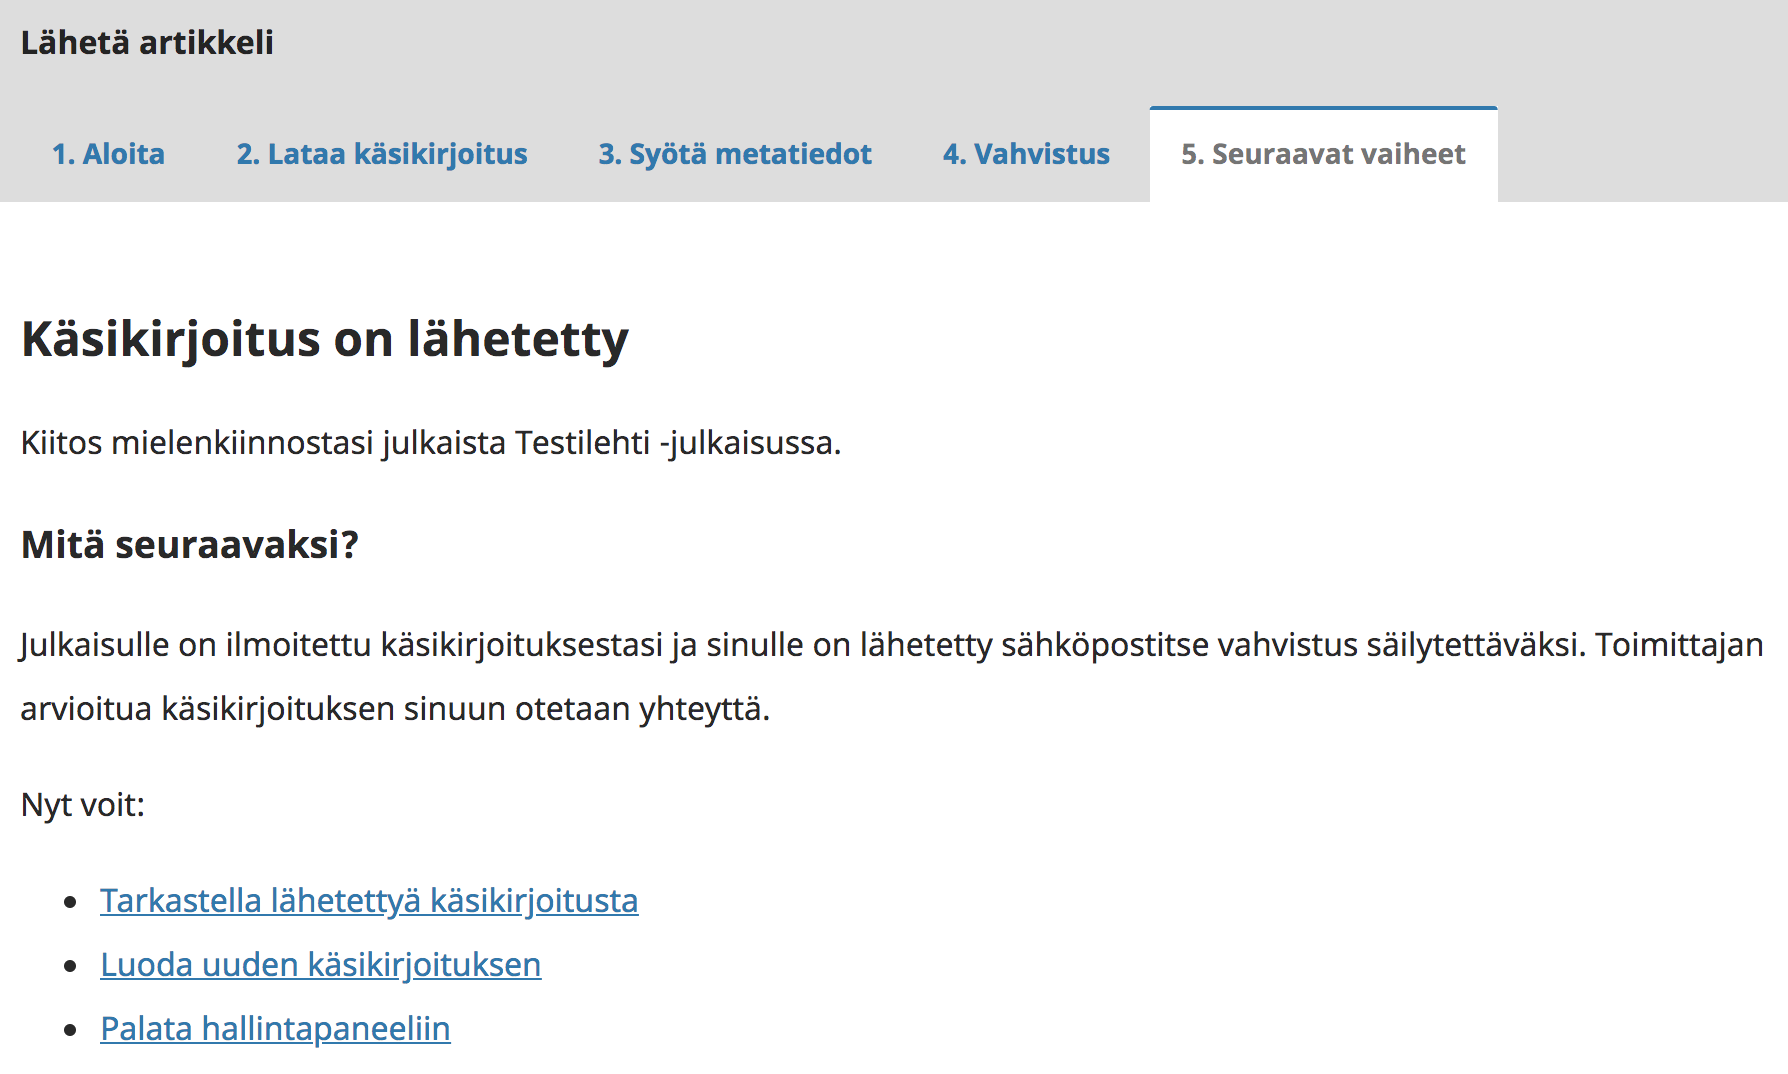 Lähetä artikkeli
1. Aloita 2. Lataa käsikirjoitus 3. Syötä metatiedot 4. Vahvistus 5. Seuraavat vaiheet
Käsikirjoitus on lähetetty
Kiitos mielenkiinnostasi julkaista Testilehti -julkaisussa.
Mitä seuraavaksi?
Julkaisulle on ilmoitettu käsikirjoituksestasi ja sinulle on lähetetty sähköpostitse vahvistus säilytettäväksi. Toimittajan
arvioitua käsikirjoituksen sinuun otetaan yhteyttä.
Nyt voit:
• Tarkastella lähetettyä käsikirjoitusta
• Luoda uuden käsikirjoituksen
• Palata hallintapaneeliin